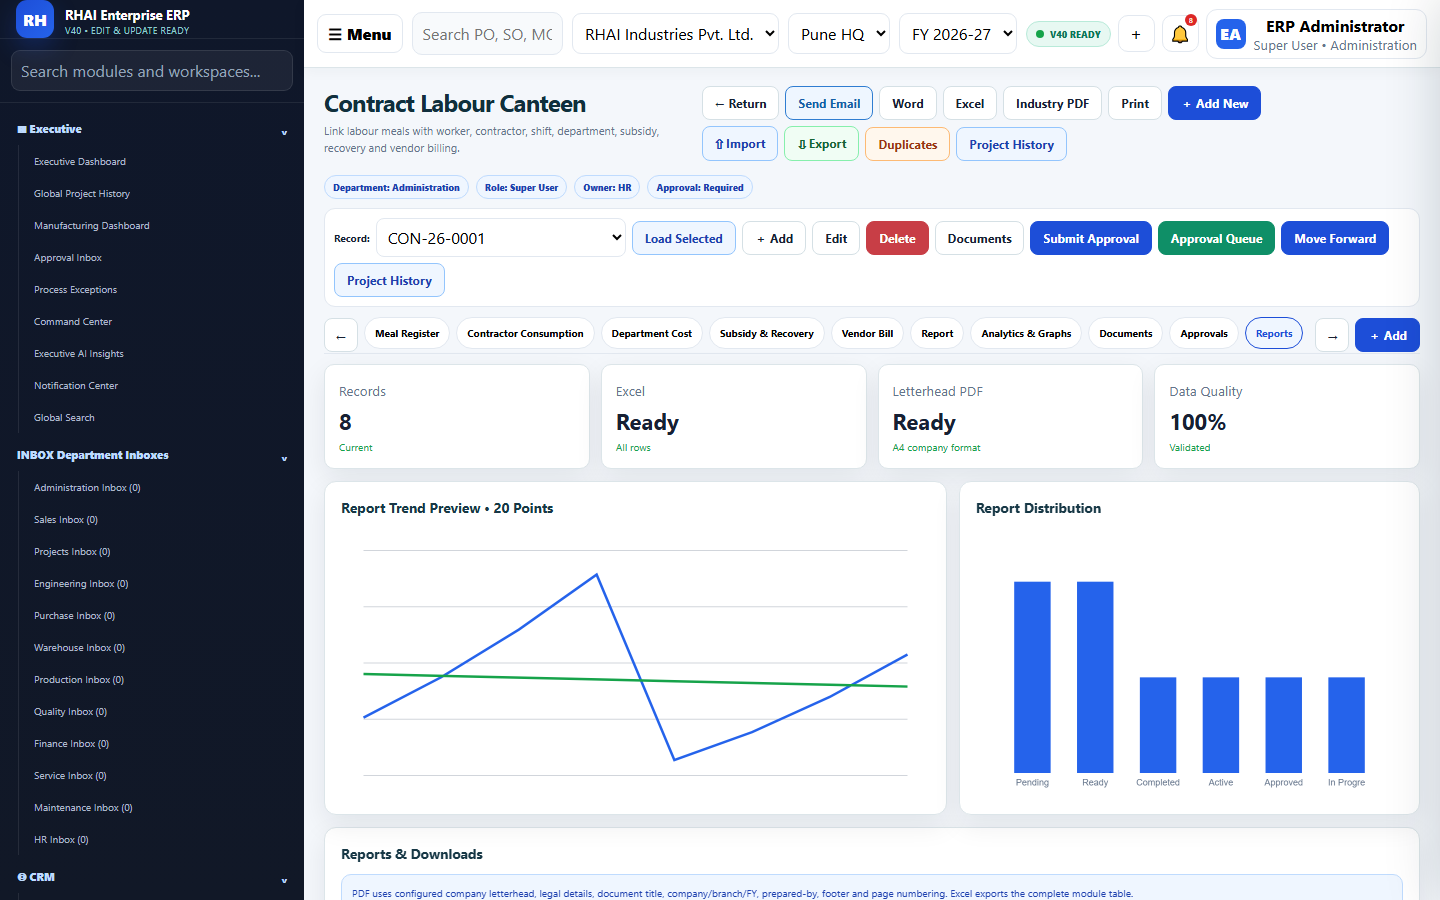 RH
RHAI Enterprise ERP
V40 • EDIT & UPDATE READY
Search modules and workspaces...
Executive
Executive Dashboard
Global Project History
Manufacturing Dashboard
Approval Inbox
Process Exceptions
Command Center
Executive AI Insights
Notification Center
Global Search
INBOX Department Inboxes
Administration Inbox (0)
Sales Inbox (0)
Projects Inbox (0)
Engineering Inbox (0)
Purchase Inbox (0)
Warehouse Inbox (0)
Production Inbox (0)
Quality Inbox (0)
Finance Inbox (0)
Service Inbox (0)
Maintenance Inbox (0)
HR Inbox (0)
CRM
☰ Menu
Search PO, SO, MO
RHAI Industries Pvt. Ltd.
Pune HQ
FY 2026-27
V40 READY
+
8
EA
ERP Administrator
Super User • Administration
Contract Labour Canteen
Link labour meals with worker, contractor, shift, department, subsidy,
recovery and vendor billing.
← Return
Send Email
Word
Excel
Industry PDF
Print
+ Add New
⇧ Import
⇩ Export
Duplicates
Project History
Department: Administration
Role: Super User
Owner: HR
Approval: Required
Record:
CON-26-0001
Load Selected
+ Add
Edit
Delete
Documents
Submit Approval
Approval Queue
Move Forward
Project History
←
Meal Register
Contractor Consumption
Department Cost
Subsidy & Recovery
Vendor Bill
Report
Analytics & Graphs
Documents
Approvals
Reports
→
+ Add
Records
8
Current
Excel
Ready
All rows
Letterhead PDF
Ready
A4 company format
Data Quality
100%
Validated
Report Trend Preview • 20 Points
Report Distribution
Pending
Ready
Completed
Active
Approved
In Progre
Reports & Downloads
PDF uses configured company letterhead, legal details, document title, company/branch/FY, prepared-by, footer and page numbering. Excel exports the complete module table.